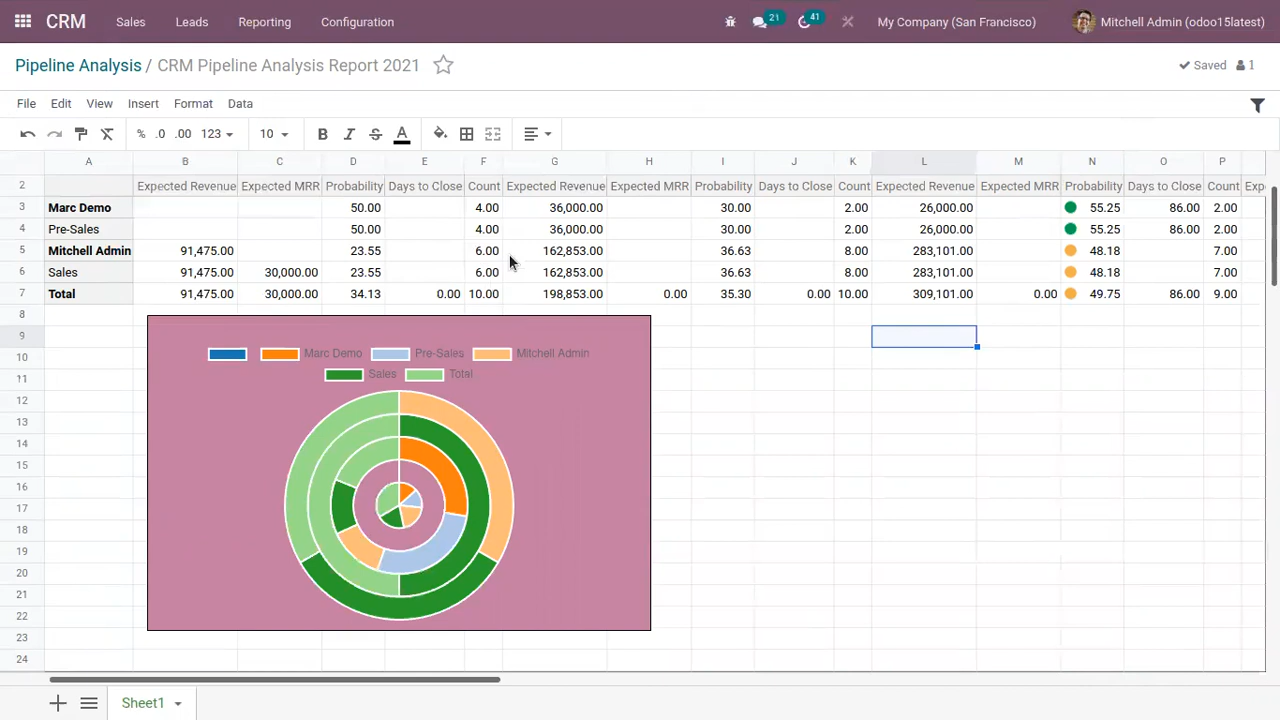 CRM Sales Leads Reporting Configuration 21 41 My Company (San Francisco) Mitchell Admin (odoo15latest)
Pipeline Analysis / CRM Pipeline Analysis Report 2021 Saved 1
File Edit View Insert Format Data
% .0 .00 123 10 B I S A
A B C D E F G H I J K L M N O P
2 Expected Revenue Expected MRR Probability Days to Close Count Expected Revenue Expected MRR Probability Days to Close Count Expected Revenue Expected MRR Probability Days to Close Count Exp
3 Marc Demo 50.00 4.00 36,000.00 30.00 2.00 26,000.00 55.25 86.00 2.00
4 Pre-Sales 50.00 4.00 36,000.00 30.00 2.00 26,000.00 55.25 86.00 2.00
5 Mitchell Admin 91,475.00 23.55 6.00 162,853.00 36.63 8.00 283,101.00 48.18 7.00
6 Sales 91,475.00 30,000.00 23.55 6.00 162,853.00 36.63 8.00 283,101.00 48.18 7.00
7 Total 91,475.00 30,000.00 34.13 0.00 10.00 198,853.00 0.00 35.30 0.00 10.00 309,101.00 0.00 49.75 86.00 9.00
8
9
10 Marc Demo Pre-Sales Mitchell Admin
11 Sales Total
12
13
14
15
16
17
18
19
20
21
22
23
24
Sheet1